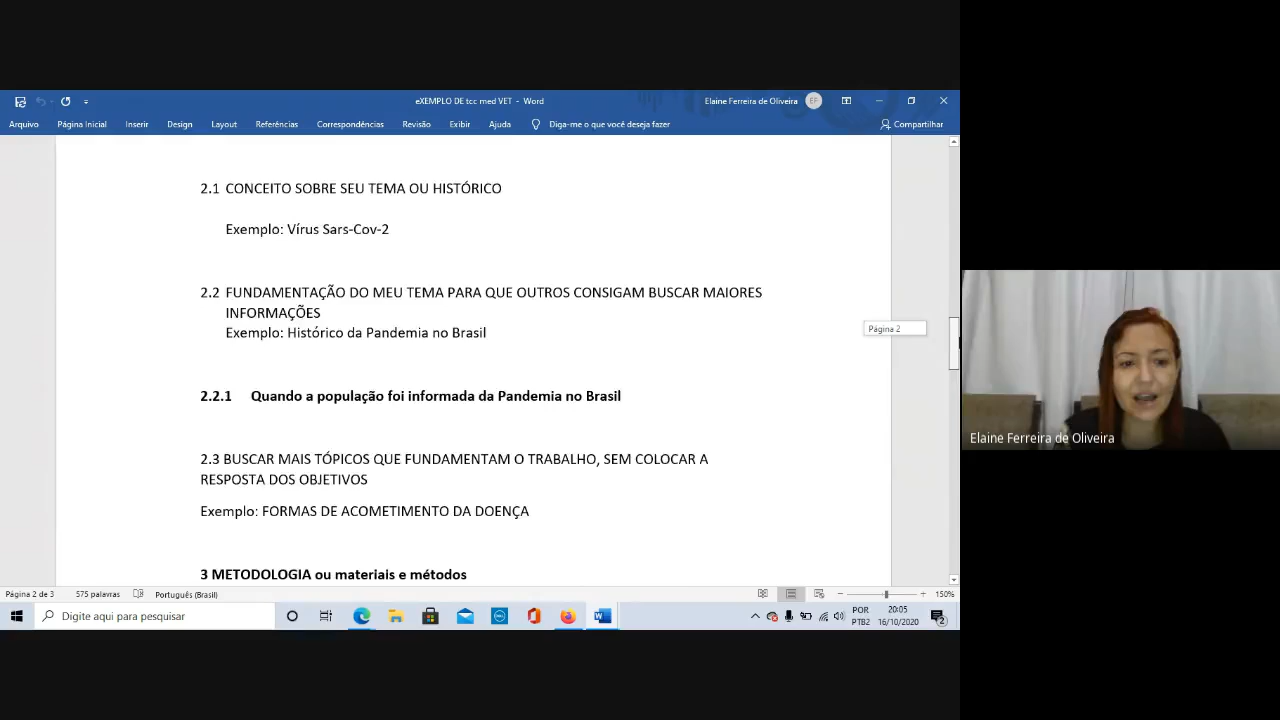 eXEMPLO DE tcc med VET - Word
Elaine Ferreira de Oliveira
EF
Arquivo
Página Inicial
Inserir
Design
Layout
Referências
Correspondências
Revisão
Exibir
Ajuda
Diga-me o que você deseja fazer
Compartilhar
2.1 CONCEITO SOBRE SEU TEMA OU HISTÓRICO
Exemplo: Vírus Sars-Cov-2
2.2 FUNDAMENTAÇÃO DO MEU TEMA PARA QUE OUTROS CONSIGAM BUSCAR MAIORES
INFORMAÇÕES
Exemplo: Histórico da Pandemia no Brasil
Página 2
2.2.1 Quando a população foi informada da Pandemia no Brasil
2.3 BUSCAR MAIS TÓPICOS QUE FUNDAMENTAM O TRABALHO, SEM COLOCAR A
RESPOSTA DOS OBJETIVOS
Exemplo: FORMAS DE ACOMETIMENTO DA DOENÇA
3 METODOLOGIA ou materiais e métodos
Elaine Ferreira de Oliveira
Página 2 de 3
575 palavras
Português (Brasil)
150%
Digite aqui para pesquisar
POR
PTB2
20:05
16/10/2020
2